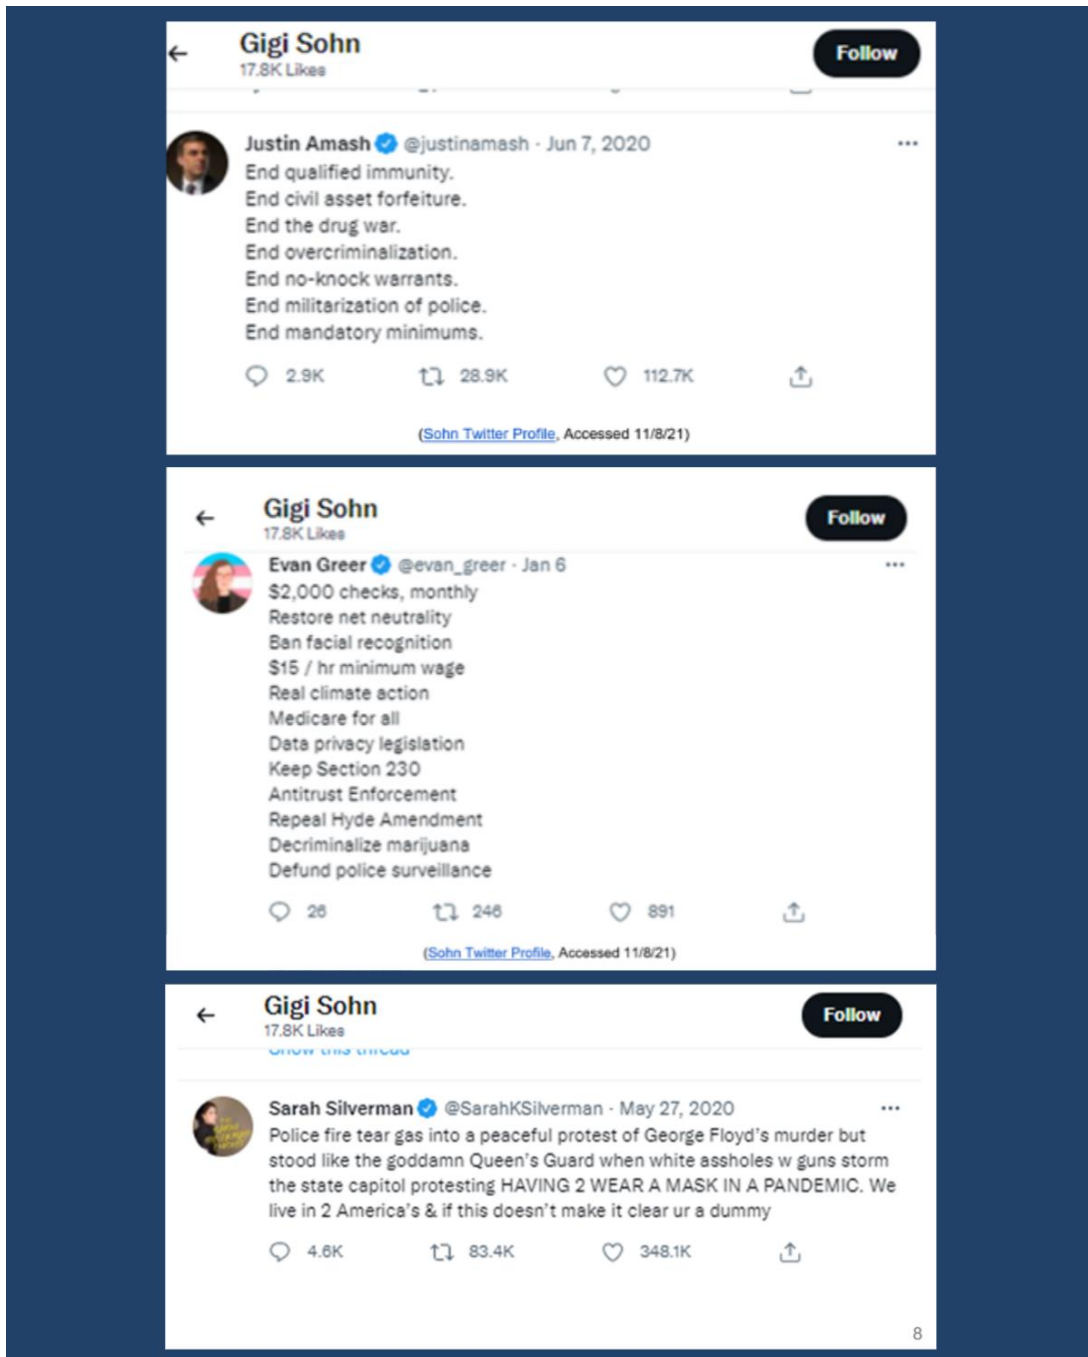 Gigi Sohn
17.8K Likes
Follow
Justin Amash @justinamash · Jun 7, 2020
End qualified immunity.
End civil asset forfeiture.
End the drug war.
End overcriminalization.
End no-knock warrants.
End militarization of police.
End mandatory minimums.
2.9K 28.9K 112.7K
(Sohn Twitter Profile, Accessed 11/8/21)
Gigi Sohn
17.8K Likes
Follow
Evan Greer @evan_greer · Jan 6
$2,000 checks, monthly
Restore net neutrality
Ban facial recognition
$15 / hr minimum wage
Real climate action
Medicare for all
Data privacy legislation
Keep Section 230
Antitrust Enforcement
Repeal Hyde Amendment
Decriminalize marijuana
Defund police surveillance
26 246 891
(Sohn Twitter Profile, Accessed 11/8/21)
Gigi Sohn
17.8K Likes
Follow
Show this thread
Sarah Silverman @SarahKSilverman · May 27, 2020
Police fire tear gas into a peaceful protest of George Floyd's murder but
stood like the goddamn Queen's Guard when white assholes w guns storm
the state capitol protesting HAVING 2 WEAR A MASK IN A PANDEMIC. We
live in 2 America's & if this doesn't make it clear ur a dummy
4.6K 83.4K 348.1K
8